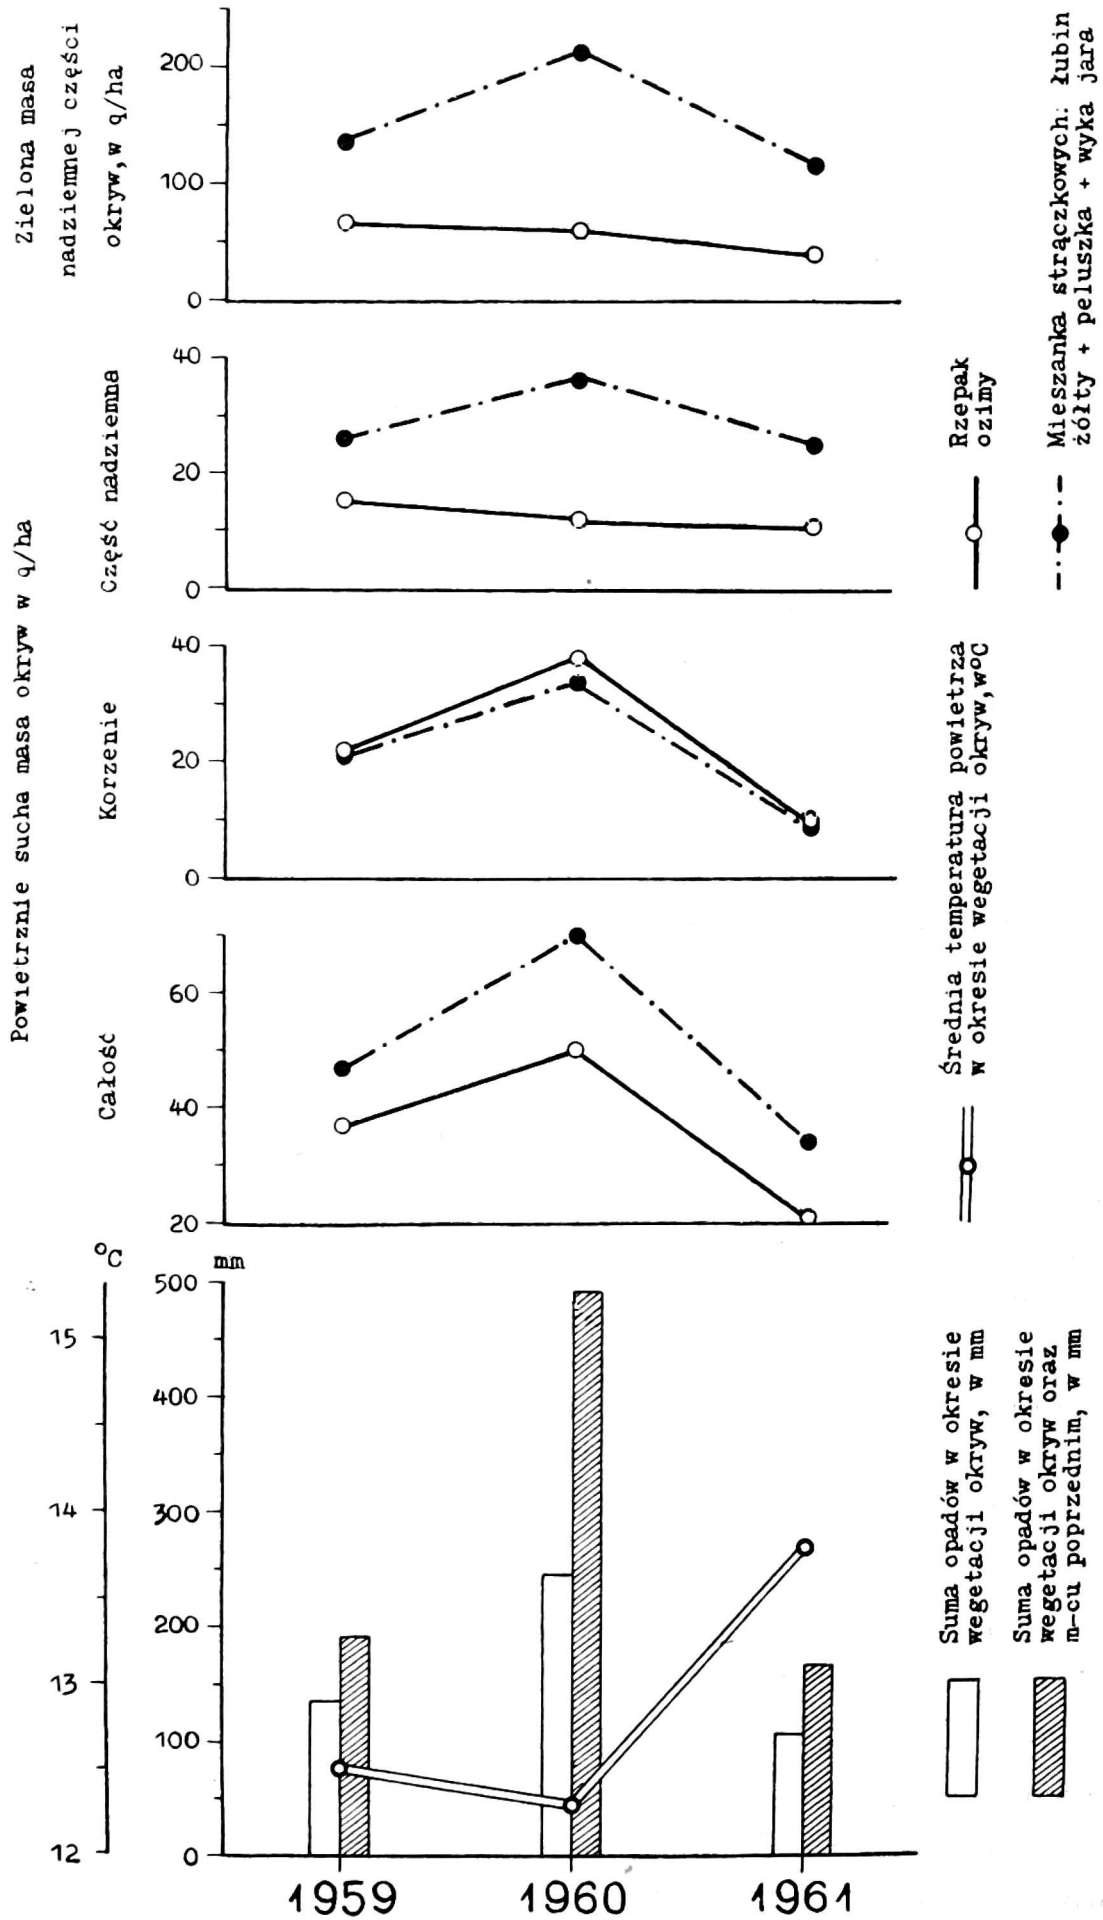 Zielona masa
nadziemnej części
okryw, w q/ha
200
100
0
Powietrznie sucha masa okryw w q/ha
Część nadziemna
40
20
0
Korzenie
40
20
0
Całość
60
40
20
°C
15
14
13
12
mm
500
400
300
200
100
0
1959
1960
1961
Rzepak
ozimy
Mieszanka strączkowych: łubin
żółty + peluszka + wyka jara
Średnia temperatura powietrza
w okresie wegetacji okryw, w°C
Suma opadów w okresie
wegetacji okryw, w mm
Suma opadów w okresie
wegetacji okryw oraz
m-cu poprzednim, w mm